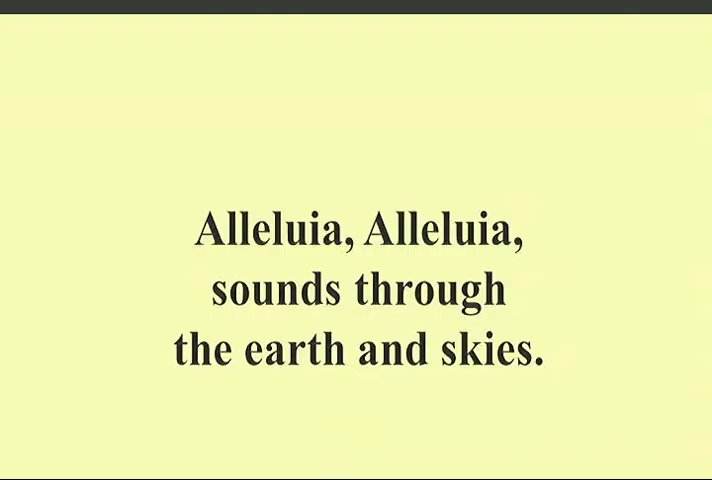 Alleluia, Alleluia,
sounds through
the earth and skies.